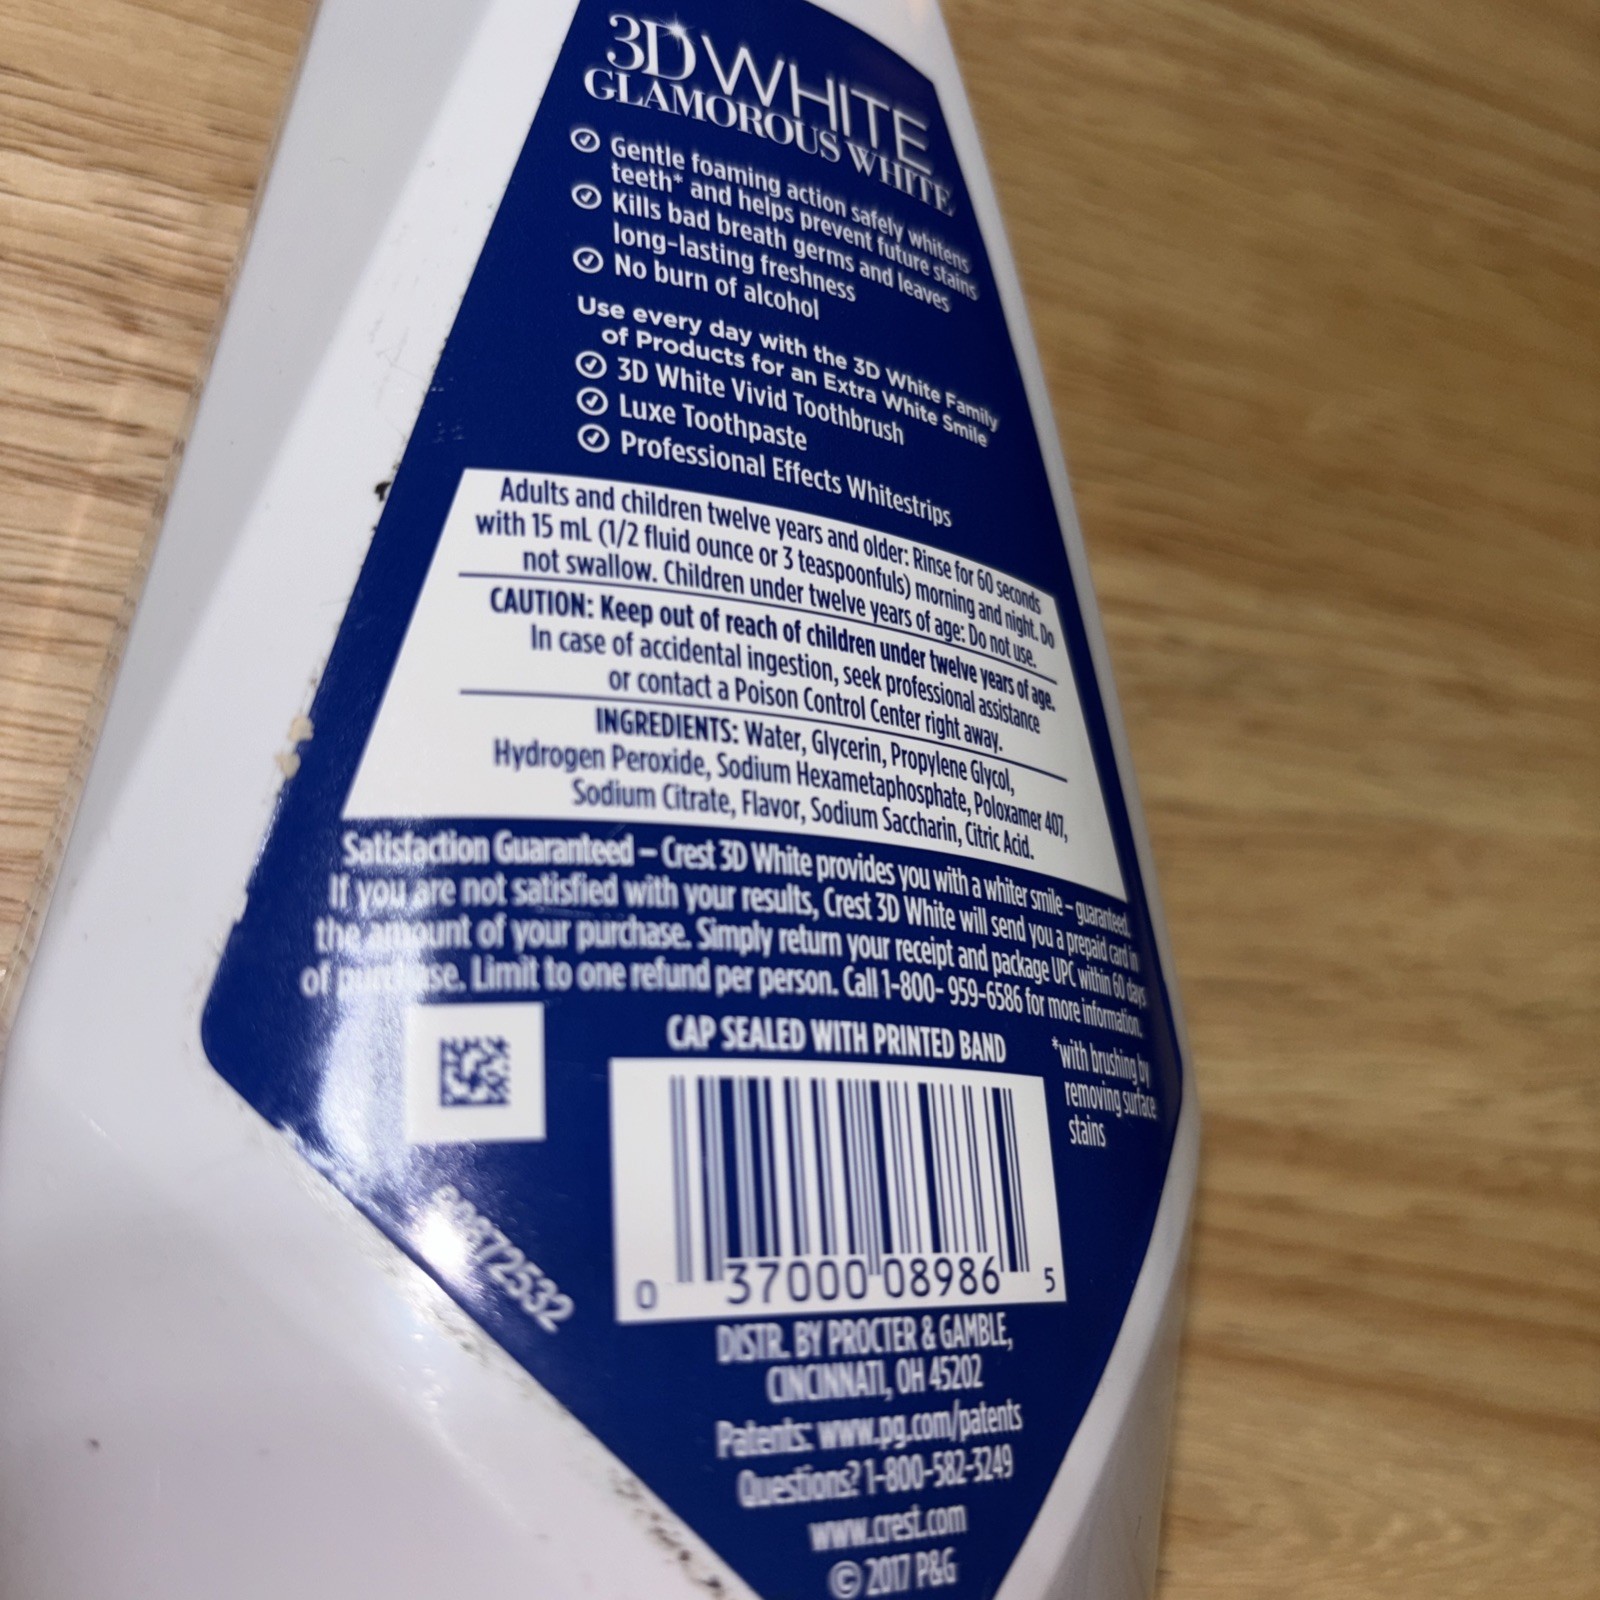 3D WHITE
GLAMOROUS WHITE
Gentle foaming action safely whitens
teeth* and helps prevent future stains
Kills bad breath germs and leaves
long-lasting freshness
No burn of alcohol
Use every day with the 3D White Family
of Products for an Extra White Smile
3D White Vivid Toothbrush
Luxe Toothpaste
Professional Effects Whitestrips
Adults and children twelve years and older: Rinse for 60 seconds
with 15 mL (1/2 fluid ounce or 3 teaspoonfuls) morning and night. Do
not swallow. Children under twelve years of age: Do not use.
CAUTION: Keep out of reach of children under twelve years of age.
In case of accidental ingestion, seek professional assistance
or contact a Poison Control Center right away.
INGREDIENTS: Water, Glycerin, Propylene Glycol,
Hydrogen Peroxide, Sodium Hexametaphosphate, Poloxamer 407,
Sodium Citrate, Flavor, Sodium Saccharin, Citric Acid.
Satisfaction Guaranteed – Crest 3D White provides you with a whiter smile – guaranteed.
If you are not satisfied with your results, Crest 3D White will send you a prepaid card in
the amount of your purchase. Simply return your receipt and package UPC within 60 days
of purchase. Limit to one refund per person. Call 1-800- 959-6586 for more information.
CAP SEALED WITH PRINTED BAND
*with brushing by
removing surface
stains
0 37000 08986 5
DISTR. BY PROCTER & GAMBLE,
CINCINNATI, OH 45202
Patents: www.pg.com/patents
Questions? 1-800-582-3249
www.crest.com
© 2017 P&G